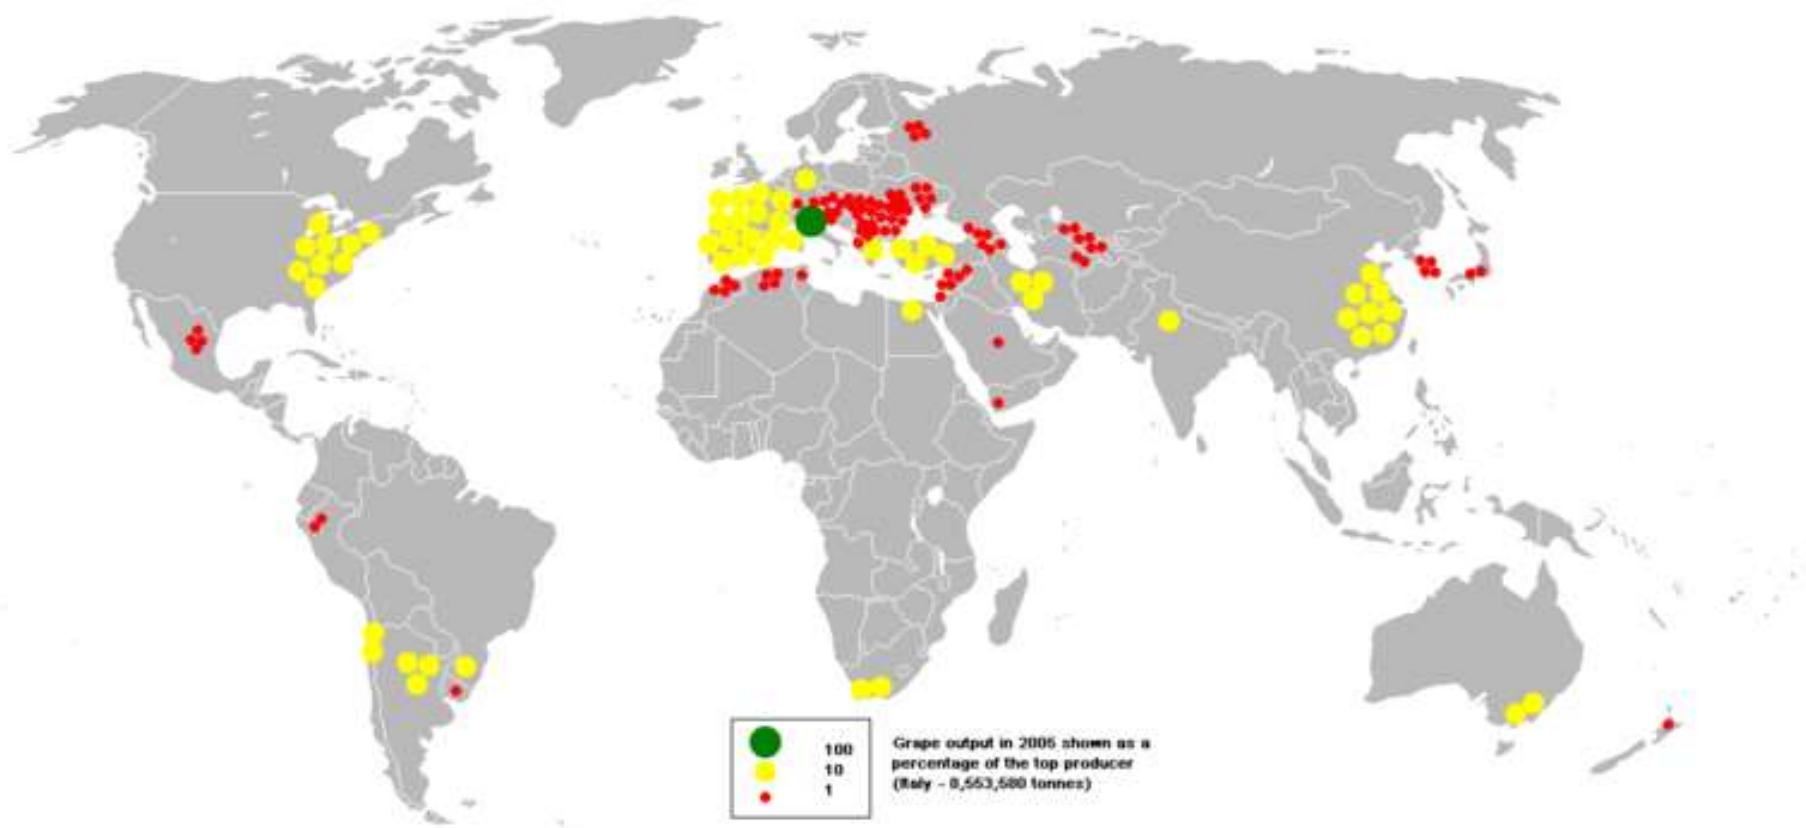 100
10
1
Grape output in 2005 shown as a
percentage of the top producer
(Italy - 8,553,580 tonnes)